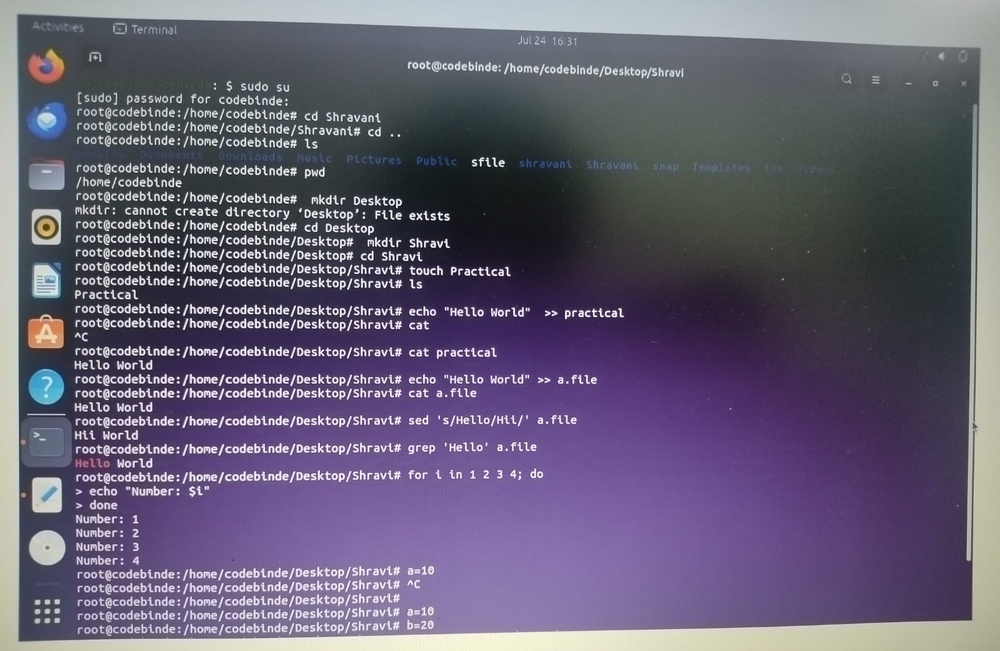 Activities Terminal
Jul 24 16:31
root@codebinde: /home/codebinde/Desktop/Shravi
: $ sudo su
[sudo] password for codebinde:
root@codebinde:/home/codebinde# cd Shravani
root@codebinde:/home/codebinde/Shravani# cd ..
root@codebinde:/home/codebinde# ls
Desktop Documents Downloads Music Pictures Public sfile shravani Shravani snap Templates tex Videos
root@codebinde:/home/codebinde# pwd
/home/codebinde
root@codebinde:/home/codebinde#  mkdir Desktop
mkdir: cannot create directory ‘Desktop’: File exists
root@codebinde:/home/codebinde# cd Desktop
root@codebinde:/home/codebinde/Desktop#  mkdir Shravi
root@codebinde:/home/codebinde/Desktop# cd Shravi
root@codebinde:/home/codebinde/Desktop/Shravi# touch Practical
root@codebinde:/home/codebinde/Desktop/Shravi# ls
Practical
root@codebinde:/home/codebinde/Desktop/Shravi# echo "Hello World"  >> practical
root@codebinde:/home/codebinde/Desktop/Shravi# cat
^C
root@codebinde:/home/codebinde/Desktop/Shravi# cat practical
Hello World
root@codebinde:/home/codebinde/Desktop/Shravi# echo "Hello World" >> a.file
root@codebinde:/home/codebinde/Desktop/Shravi# cat a.file
Hello World
root@codebinde:/home/codebinde/Desktop/Shravi# sed 's/Hello/Hii/' a.file
Hii World
root@codebinde:/home/codebinde/Desktop/Shravi# grep 'Hello' a.file
Hello World
root@codebinde:/home/codebinde/Desktop/Shravi# for i in 1 2 3 4; do
> echo "Number: $i"
> done
Number: 1
Number: 2
Number: 3
Number: 4
root@codebinde:/home/codebinde/Desktop/Shravi# a=10
root@codebinde:/home/codebinde/Desktop/Shravi# ^C
root@codebinde:/home/codebinde/Desktop/Shravi#
root@codebinde:/home/codebinde/Desktop/Shravi# a=10
root@codebinde:/home/codebinde/Desktop/Shravi# b=20